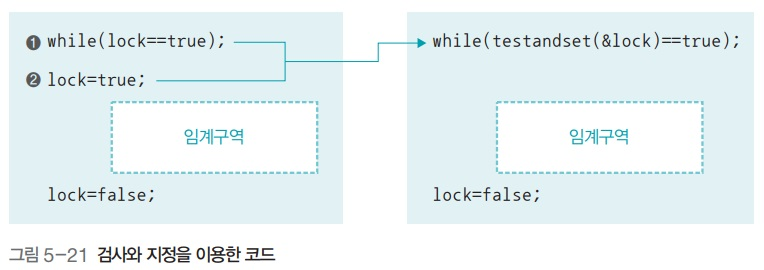 ❶ while(lock==true);
❷ lock=true;
임계구역
lock=false;
while(testandset(&lock)==true);
임계구역
lock=false;
그림 5-21 검사와 지정을 이용한 코드